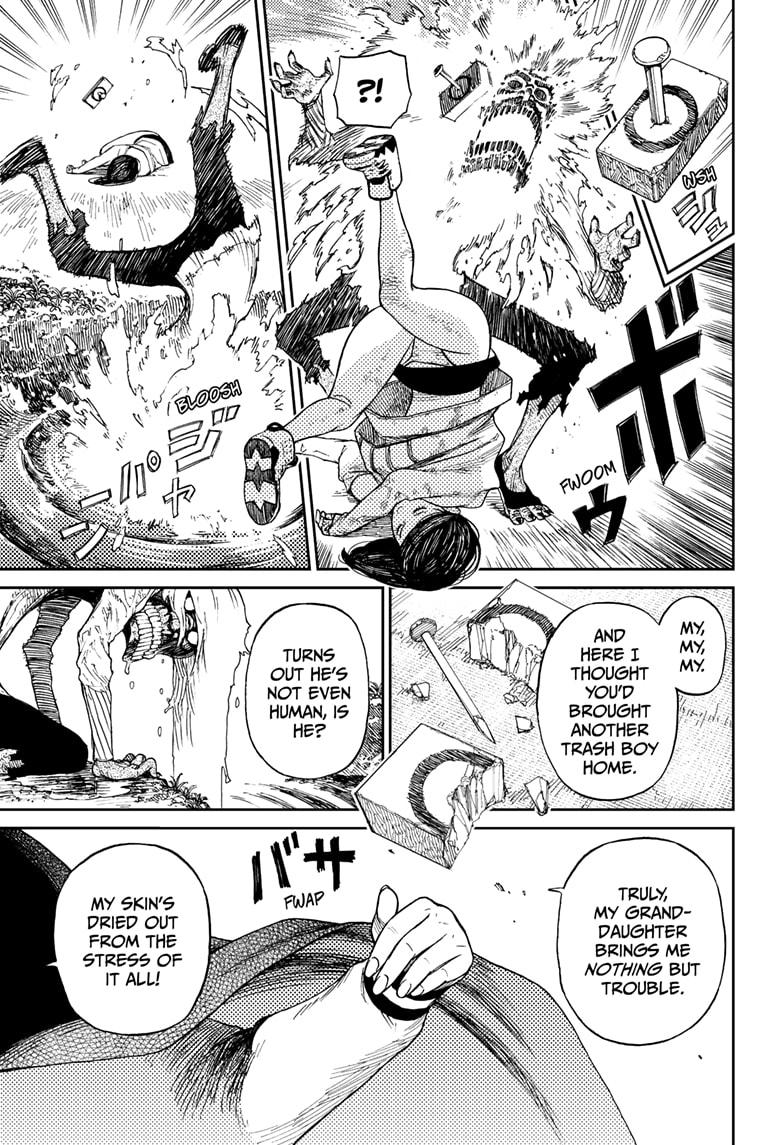 WSH
ジュ
?!
FWOOM
ボウ
BLOOSH
ジャ
バシャ
MY,
MY,
MY.
AND
HERE I
THOUGHT
YOU'D
BROUGHT
ANOTHER
TRASH BOY
HOME.
TURNS
OUT HE'S
NOT EVEN
HUMAN, IS
HE?
TRULY,
MY GRAND-
DAUGHTER
BRINGS ME
NOTHING BUT
TROUBLE.
バサ
FWAP
MY SKIN'S
DRIED OUT
FROM THE
STRESS OF
IT ALL!